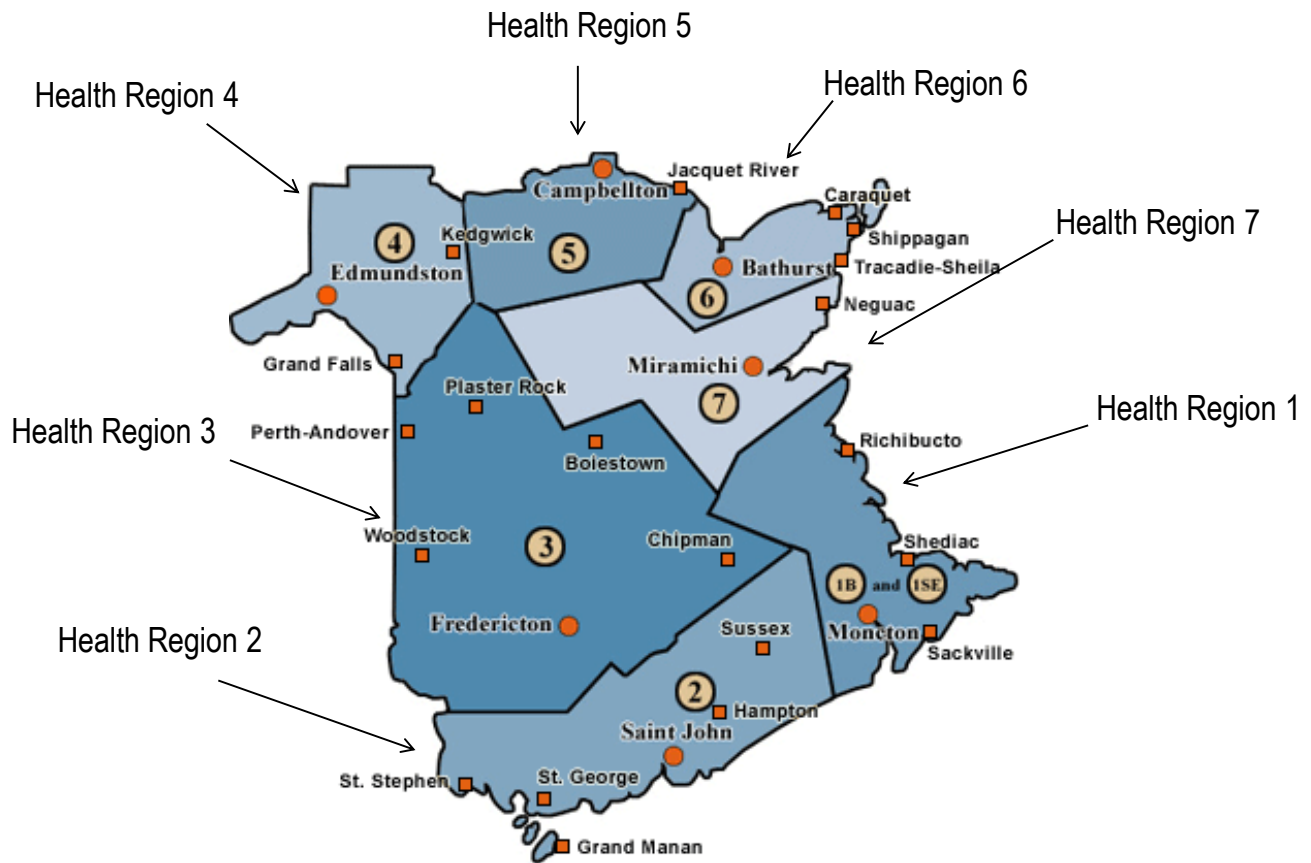 Health Region 5
Health Region 6
Health Region 4
Jacquet River
Campbellton
Caraquet
Health Region 7
Shippagan
4
Kedgwick
5
Bathurst
Tracadie-Sheila
Edmundston
6
Neguac
Grand Falls
Miramichi
Plaster Rock
7
Health Region 1
Health Region 3
Perth-Andover
Richibucto
Bolestown
Woodstock
3
Chipman
Shediac
1B and 1SE
Fredericton
Sussex
Moncton
Health Region 2
Sackville
2
Hampton
Saint John
St. Stephen
St. George
Grand Manan